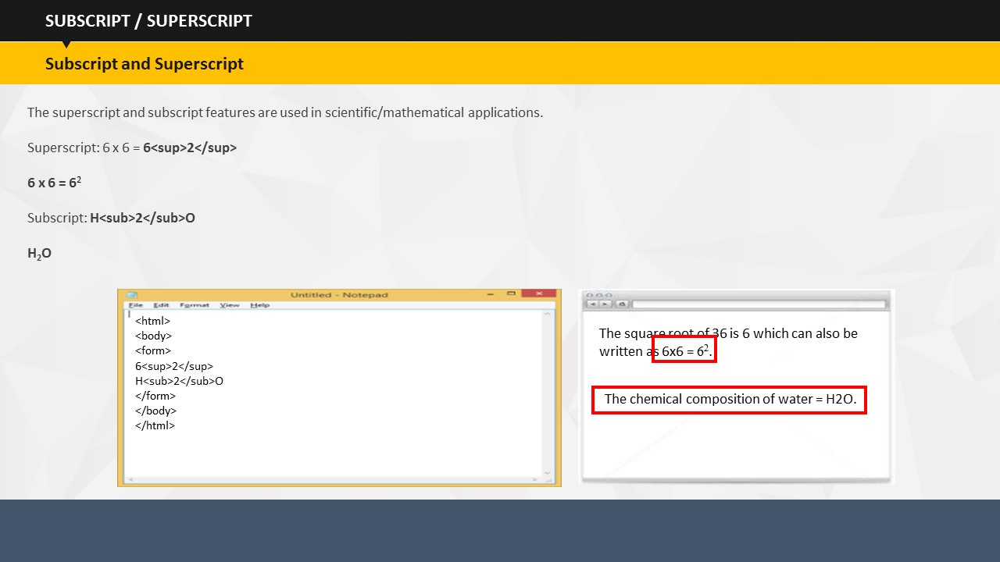 SUBSCRIPT / SUPERSCRIPT
Subscript and Superscript
The superscript and subscript features are used in scientific/mathematical applications.
Superscript: 6 x 6 = 6<sup>2</sup>
6 x 6 = 6²
Subscript: H<sub>2</sub>O
H₂O
Untitled - Notepad
File Edit Format View Help
<html>
<body>
<form>
6<sup>2</sup>
H<sub>2</sub>O
</form>
</body>
</html>
The square root of 36 is 6 which can also be
written as 6x6 = 6².
The chemical composition of water = H2O.